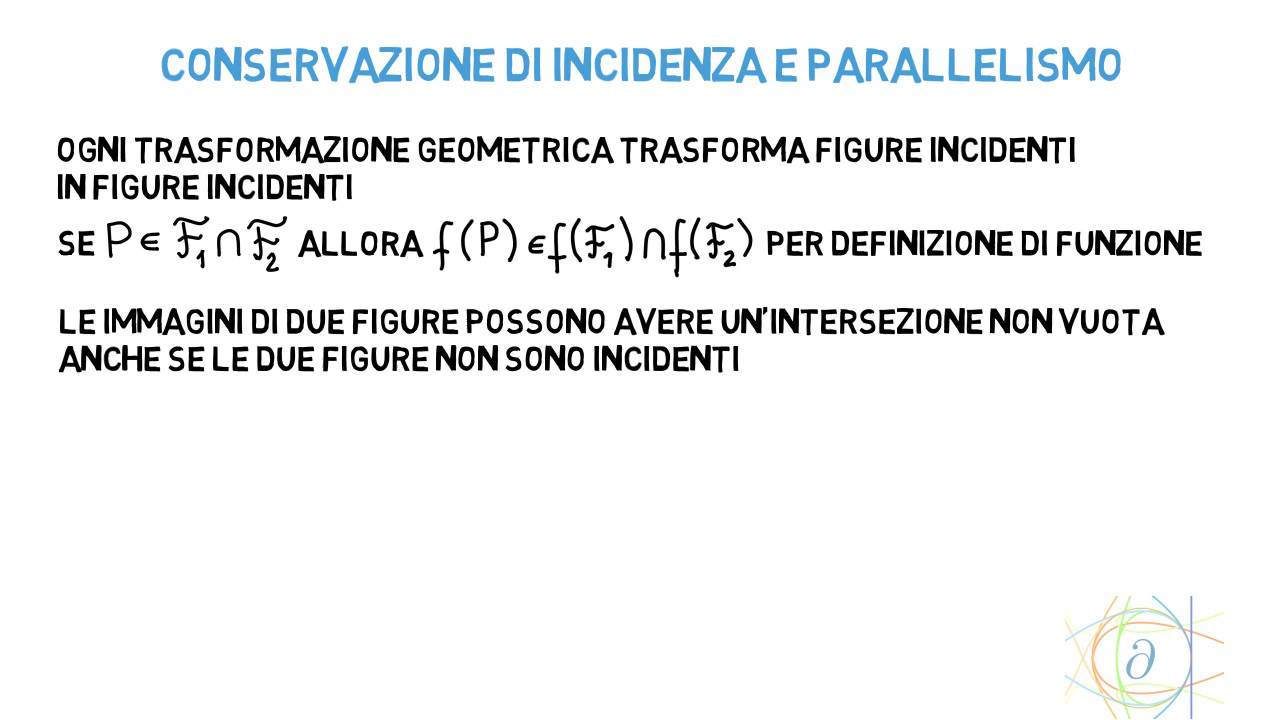 CONSERVAZIONE DI INCIDENZA E PARALLELISMO
OGNI TRASFORMAZIONE GEOMETRICA TRASFORMA FIGURE INCIDENTI
IN FIGURE INCIDENTI
SE P ∈ ℱ₁ ∩ ℱ₂ ALLORA f(P) ∈ f(ℱ₁) ∩ f(ℱ₂) PER DEFINIZIONE DI FUNZIONE
LE IMMAGINI DI DUE FIGURE POSSONO AVERE UN'INTERSEZIONE NON VUOTA
ANCHE SE LE DUE FIGURE NON SONO INCIDENTI
∂